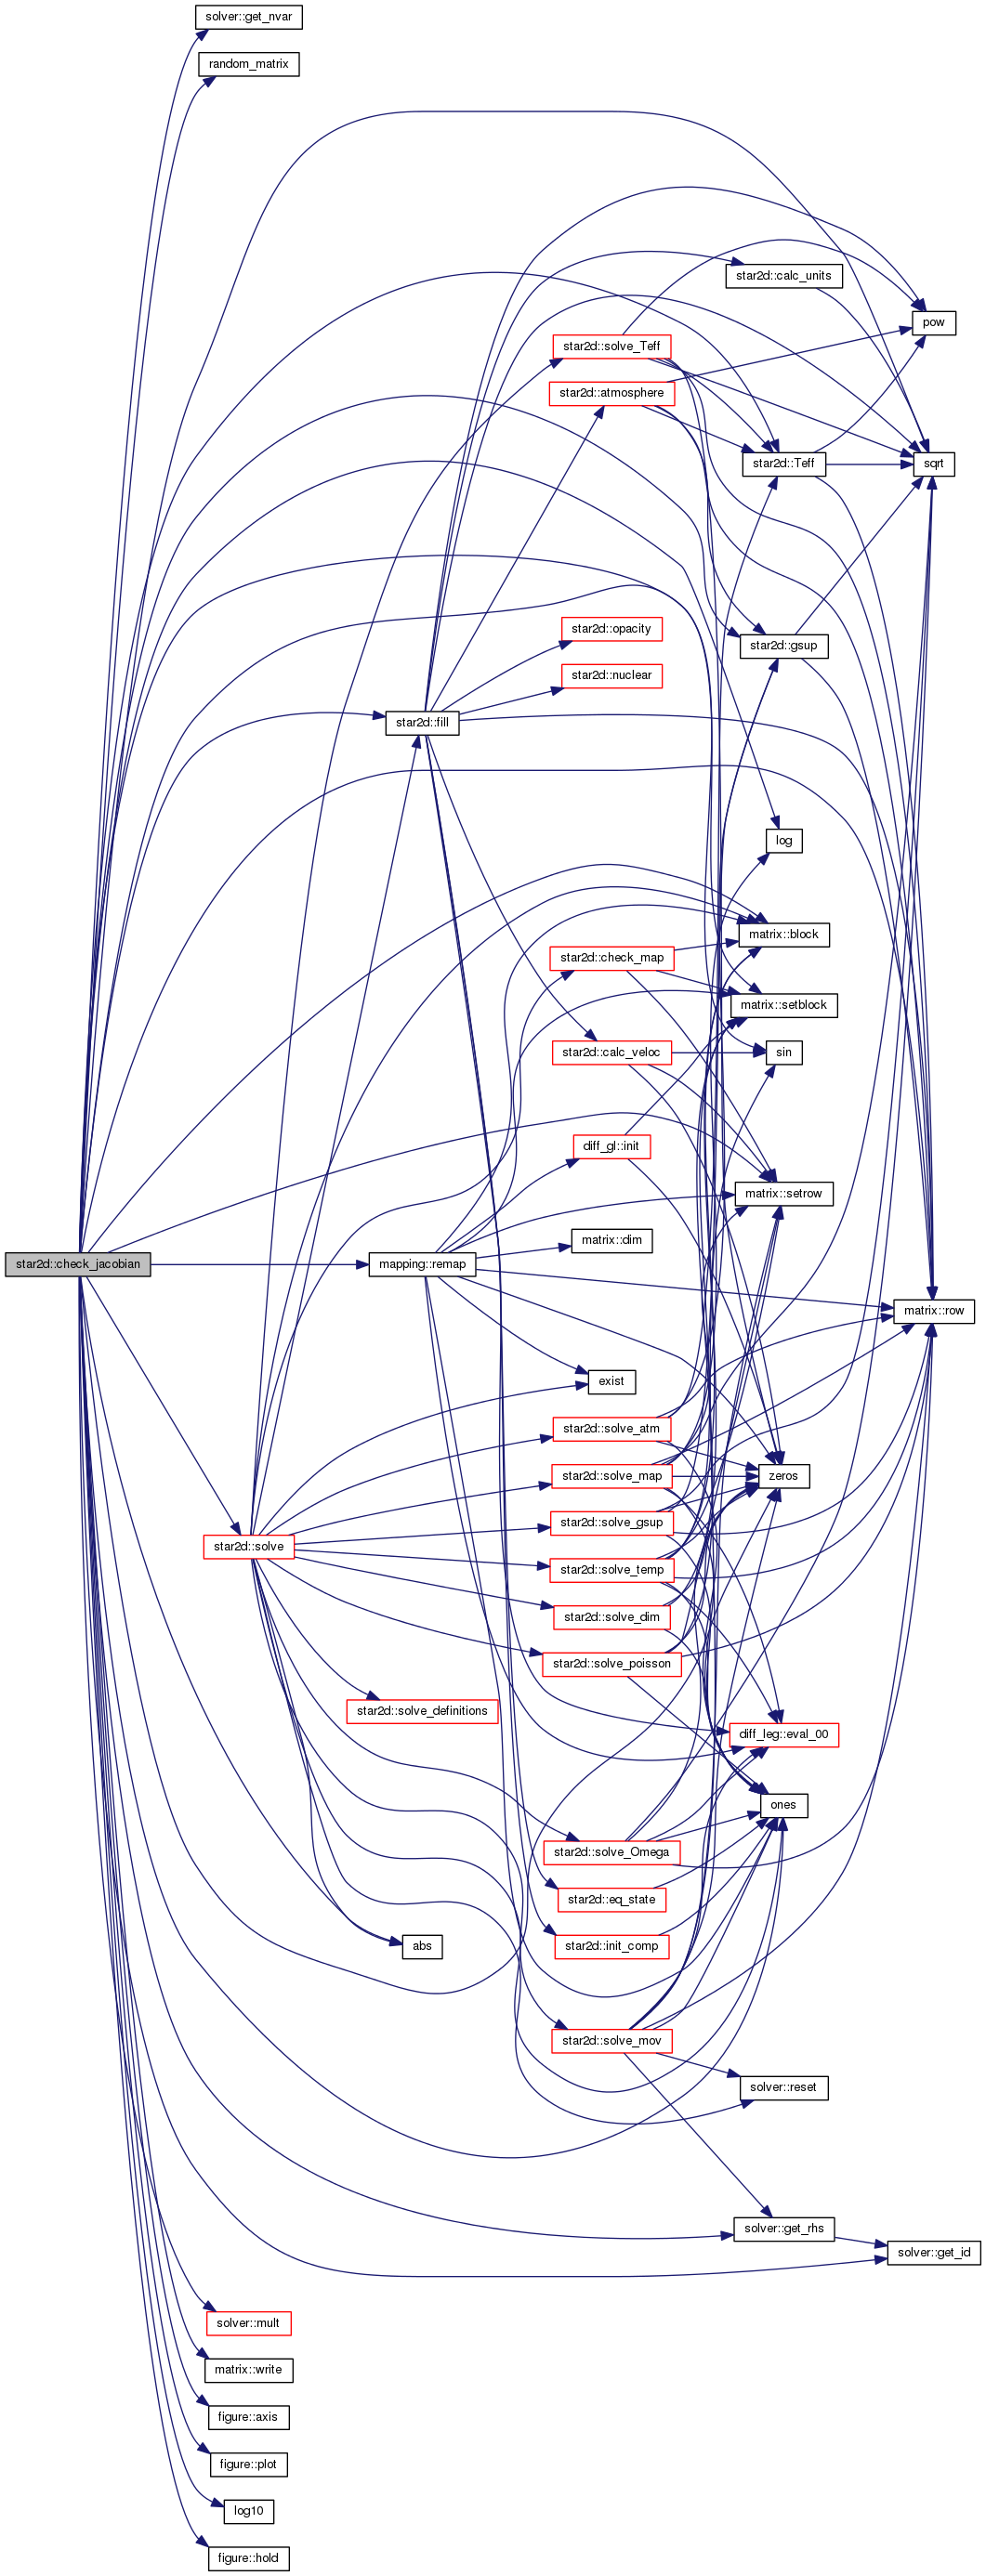 solver::get_nvar
random_matrix
star2d::calc_units
pow
star2d::solve_Teff
star2d::atmosphere
star2d::Teff
sqrt
star2d::opacity
star2d::gsup
star2d::nuclear
star2d::fill
log
matrix::block
star2d::check_map
matrix::setblock
star2d::calc_veloc
sin
diff_gl::init
matrix::setrow
matrix::dim
star2d::check_jacobian
mapping::remap
matrix::row
exist
star2d::solve_atm
star2d::solve_map
zeros
star2d::solve_gsup
star2d::solve
star2d::solve_temp
star2d::solve_dim
star2d::solve_poisson
star2d::solve_definitions
diff_leg::eval_00
ones
star2d::solve_Omega
star2d::eq_state
star2d::init_comp
abs
star2d::solve_mov
solver::reset
solver::get_rhs
solver::get_id
solver::mult
matrix::write
figure::axis
figure::plot
log10
figure::hold